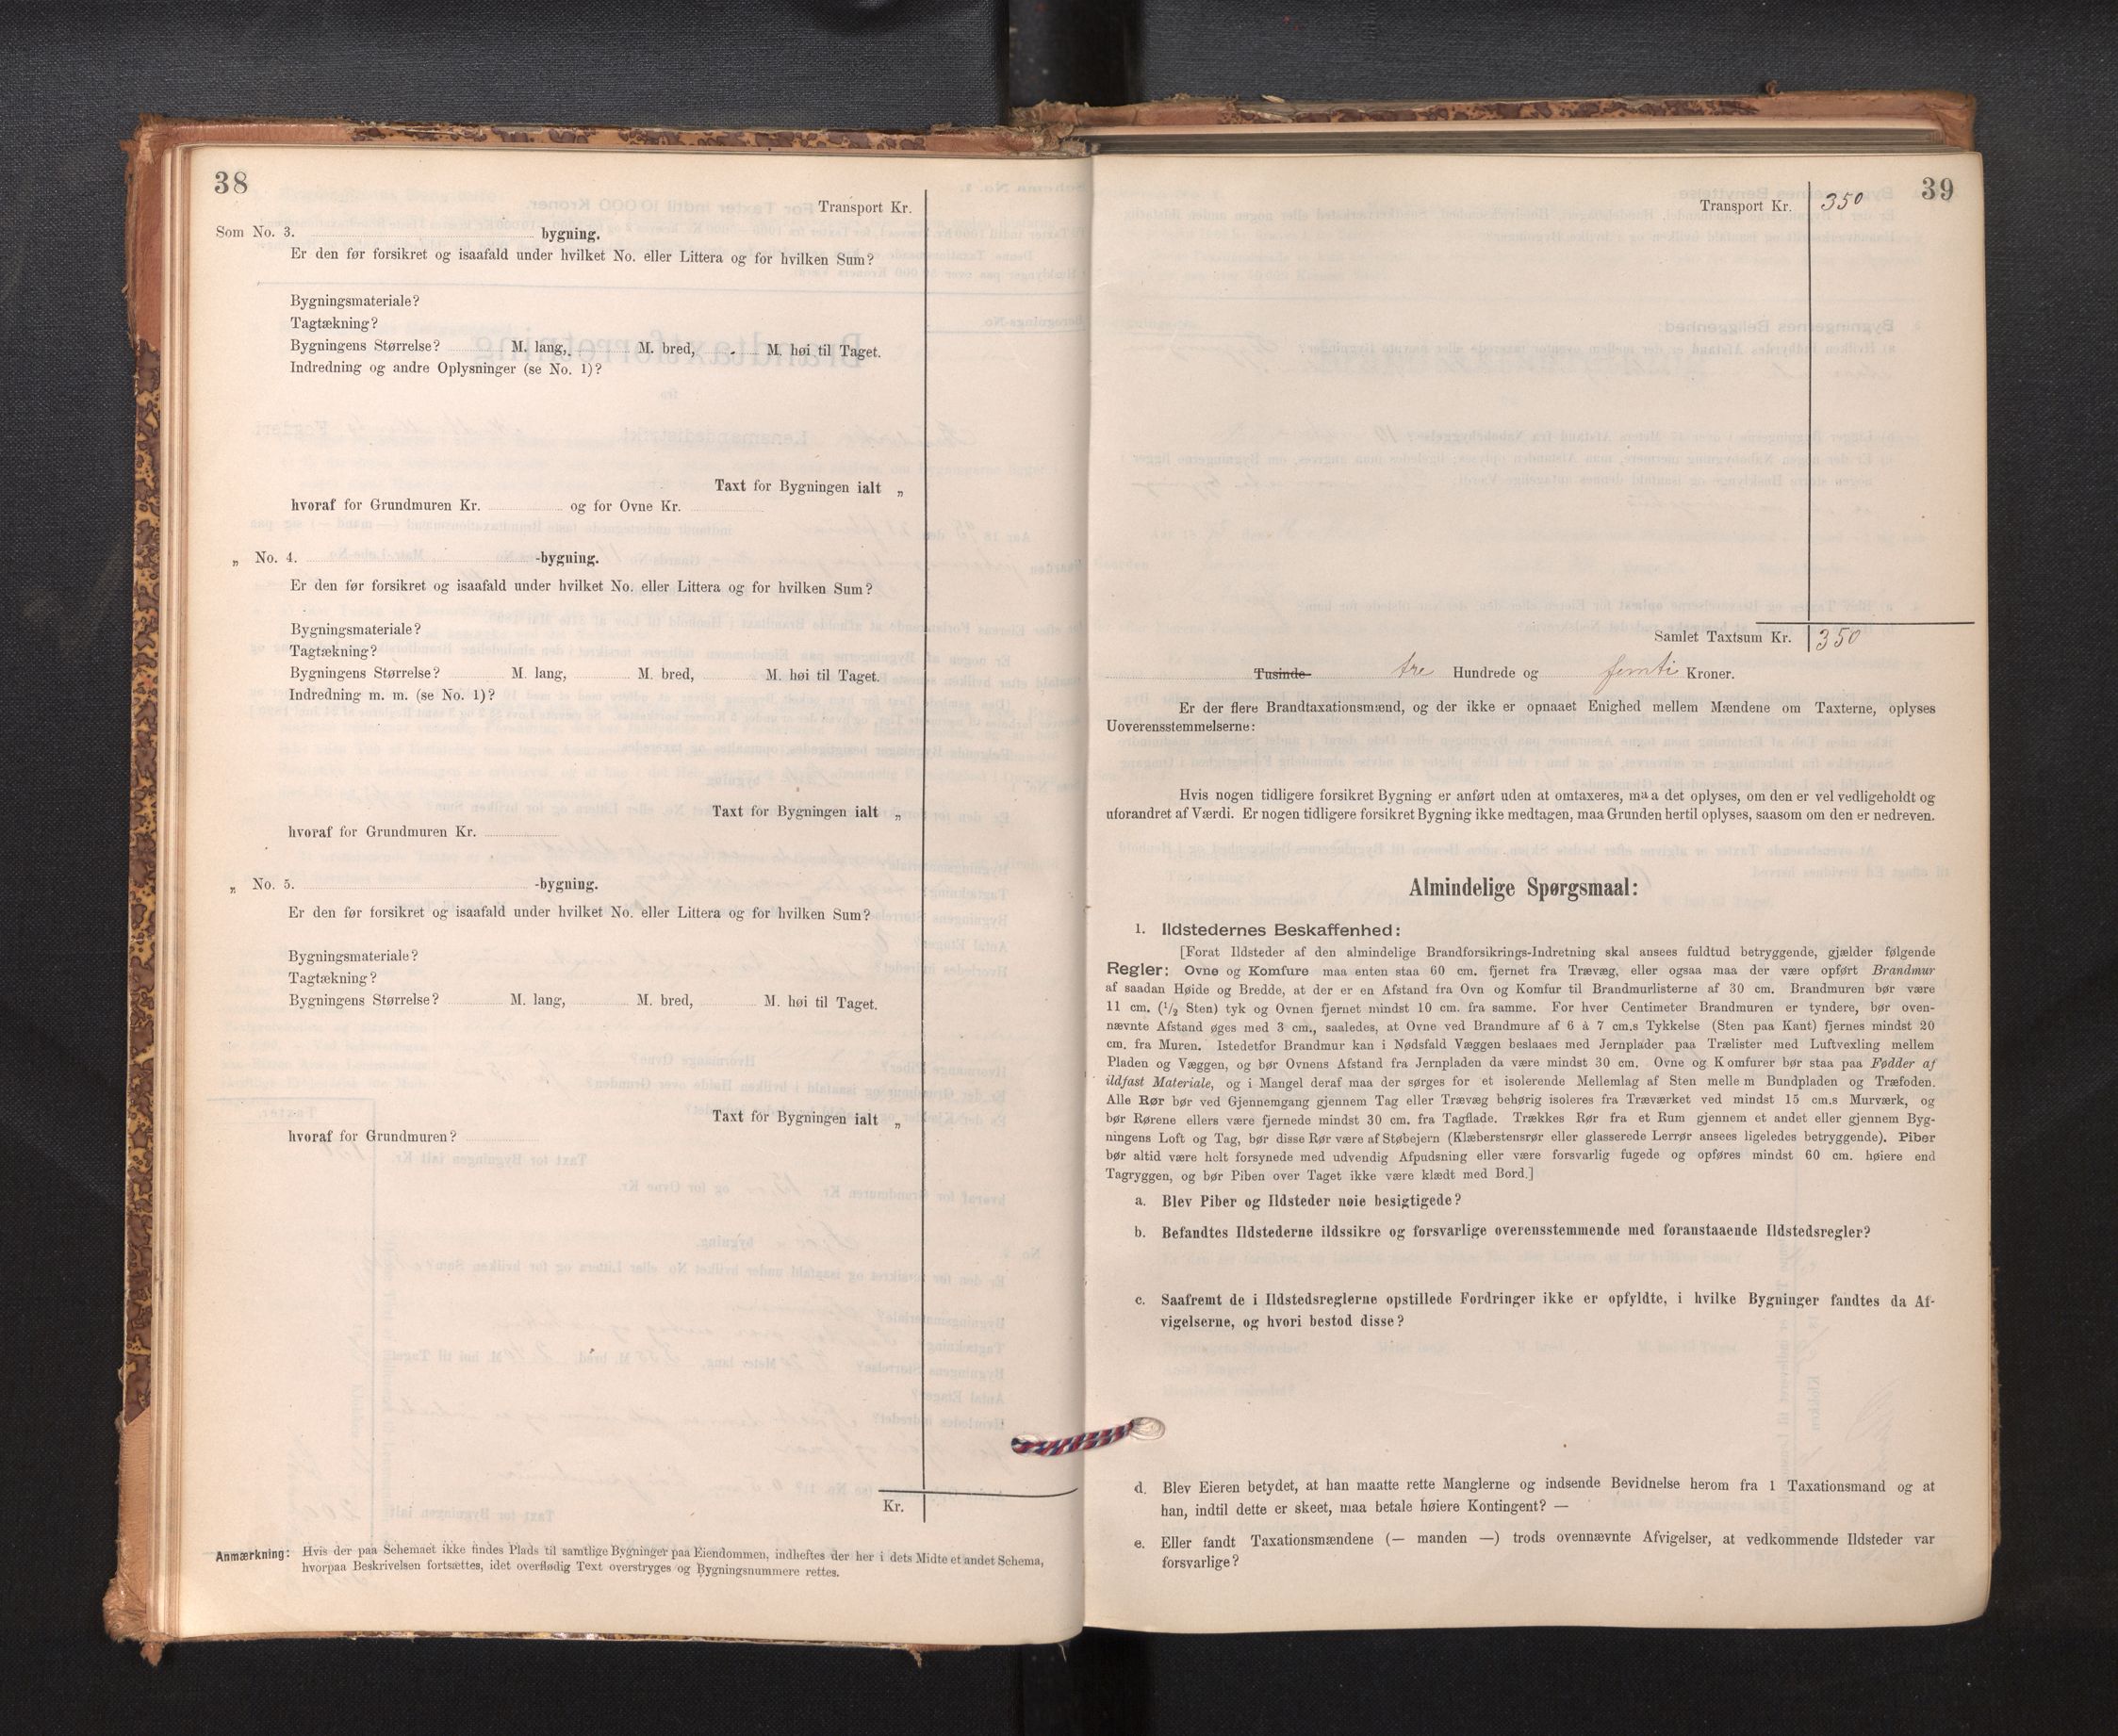 38
Transport Kr.
Som No. 3. bygning.
Er den før forsikret og isaafald under hvilket No. eller Littera og for hvilken Sum?
Bygningsmateriale?
Tagtækning?
Bygningens Størrelse? M. lang, M. bred, M. høi til Taget.
Indredning og andre Oplysninger (se No. 1)?
Taxt for Bygningen ialt „
hvoraf for Grundmuren Kr. og for Ovne Kr.
„ No. 4. -bygning.
Er den før forsikret og isaafald under hvilket No. eller Littera og for hvilken Sum?
Bygningsmateriale?
Tagtækning?
Bygningens Størrelse? M. lang, M. bred, M. høi til Taget.
Indredning m. m. (se No. 1)?
Taxt for Bygningen ialt „
hvoraf for Grundmuren Kr.
„ No. 5. -bygning.
Er den før forsikret og isaafald under hvilket No. eller Littera og for hvilken Sum?
Bygningsmateriale?
Tagtækning?
Bygningens Størrelse? M. lang, M. bred, M. høi til Taget.
Taxt for Bygningen ialt „
hvoraf for Grundmuren?
Kr.
Anmærkning: Hvis der paa Schemaet ikke findes Plads til samtlige Bygninger paa Eiendommen, indheftes der her i dets Midte et andet Schema,
hvorpaa Beskrivelsen fortsættes, idet overflødig Text overstryges og Bygningsnummere rettes.
39
Transport Kr. 350
Samlet Taxtsum Kr. 350
Tusinde tre Hundrede og femti Kroner.
Er der flere Brandtaxationsmænd, og der ikke er opnaaet Enighed mellem Mændene om Taxterne, oplyses
Uoverensstemmelserne:
Hvis nogen tidligere forsikret Bygning er anført uden at omtaxeres, maa det oplyses, om den er vel vedligeholdt og
uforandret af Værdi. Er nogen tidligere forsikret Bygning ikke medtagen, maa Grunden hertil oplyses, saasom om den er nedreven.
Almindelige Spørgsmaal:
1. Ildstedernes Beskaffenhed:
[Forat Ildsteder af den almindelige Brandforsikrings-Indretning skal ansees fuldtud betryggende, gjælder følgende
Regler: Ovne og Komfure maa enten staa 60 cm. fjernet fra Trævæg, eller ogsaa maa der være opført Brandmur
af saadan Høide og Bredde, at der er en Afstand fra Ovn og Komfur til Brandmurlisterne af 30 cm. Brandmuren bør være
11 cm. (1/2 Sten) tyk og Ovnen fjernet mindst 10 cm. fra samme. For hver Centimeter Brandmuren er tyndere, bør oven-
nævnte Afstand øges med 3 cm., saaledes, at Ovne ved Brandmure af 6 à 7 cm.s Tykkelse (Sten paa Kant) fjernes mindst 20
cm. fra Muren. Istedetfor Brandmur kan i Nødsfald Væggen beslaaes med Jernplader paa Trælister med Luftvexling mellem
Pladen og Væggen, og bør Ovnens Afstand fra Jernpladen da være mindst 30 cm. Ovne og Komfurer bør staa paa Fødder af
ildfast Materiale, og i Mangel deraf maa der sørges for et isolerende Mellemlag af Sten mellem Bundpladen og Træfoden.
Alle Rør bør ved Gjennemgang gjennem Tag eller Trævæg behørig isoleres fra Træværket ved mindst 15 cm.s Murværk, og
bør Rørene ellers være fjernede mindst 30 cm. fra Tagflade. Trækkes Rør fra et Rum gjennem et andet eller gjennem Byg-
ningens Loft og Tag, bør disse Rør være af Støbejern (Klæberstensrør eller glasserede Lerrør ansees ligeledes betryggende). Piber
bør altid være helt forsynede med udvendig Afpudsning eller være forsvarlig fugede og opføres mindst 60 cm. høiere end
Tagryggen, og bør Piben over Taget ikke være klædt med Bord.]
a. Blev Piber og Ildsteder nøie besigtigede?
b. Befandtes Ildstederne ildssikre og forsvarlige overensstemmende med foranstaaende Ildstedsregler?
c. Saafremt de i Ildstedsreglerne opstillede Fordringer ikke er opfyldte, i hvilke Bygninger fandtes da Af-
vigelserne, og hvori bestod disse?
d. Blev Eieren betydet, at han maatte rette Manglerne og indsende Bevidnelse herom fra 1 Taxationsmand og at
han, indtil dette er skeet, maa betale høiere Kontingent? —
e. Eller fandt Taxationsmændene (— manden —) trods ovennævnte Afvigelser, at vedkommende Ildsteder var
forsvarlige?